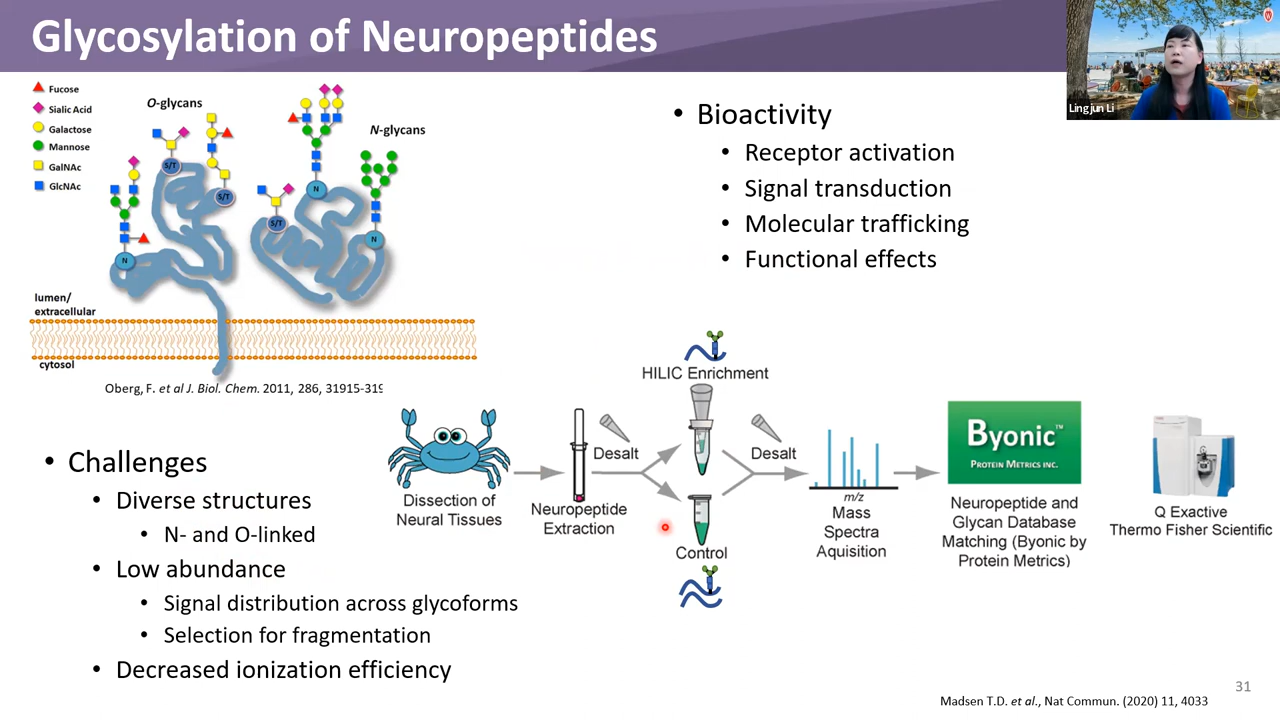 Glycosylation of Neuropeptides
Lingjun Li
Fucose
Sialic Acid
Galactose
Mannose
GalNAc
GlcNAc
O-glycans
N-glycans
S/T
S/T
S/T
N
N
N
lumen/
extracellular
cytosol
Oberg, F. et al J. Biol. Chem. 2011, 286, 31915-319
• Bioactivity
• Receptor activation
• Signal transduction
• Molecular trafficking
• Functional effects
• Challenges
• Diverse structures
• N- and O-linked
• Low abundance
• Signal distribution across glycoforms
• Selection for fragmentation
• Decreased ionization efficiency
Dissection of
Neural Tissues
Neuropeptide
Extraction
Desalt
HILIC Enrichment
Control
Desalt
m/z
Mass
Spectra
Aquisition
Byonic™
PROTEIN METRICS INC.
Neuropeptide and
Glycan Database
Matching (Byonic by
Protein Metrics)
Q Exactive
Thermo Fisher Scientific
31
Madsen T.D. et al., Nat Commun. (2020) 11, 4033